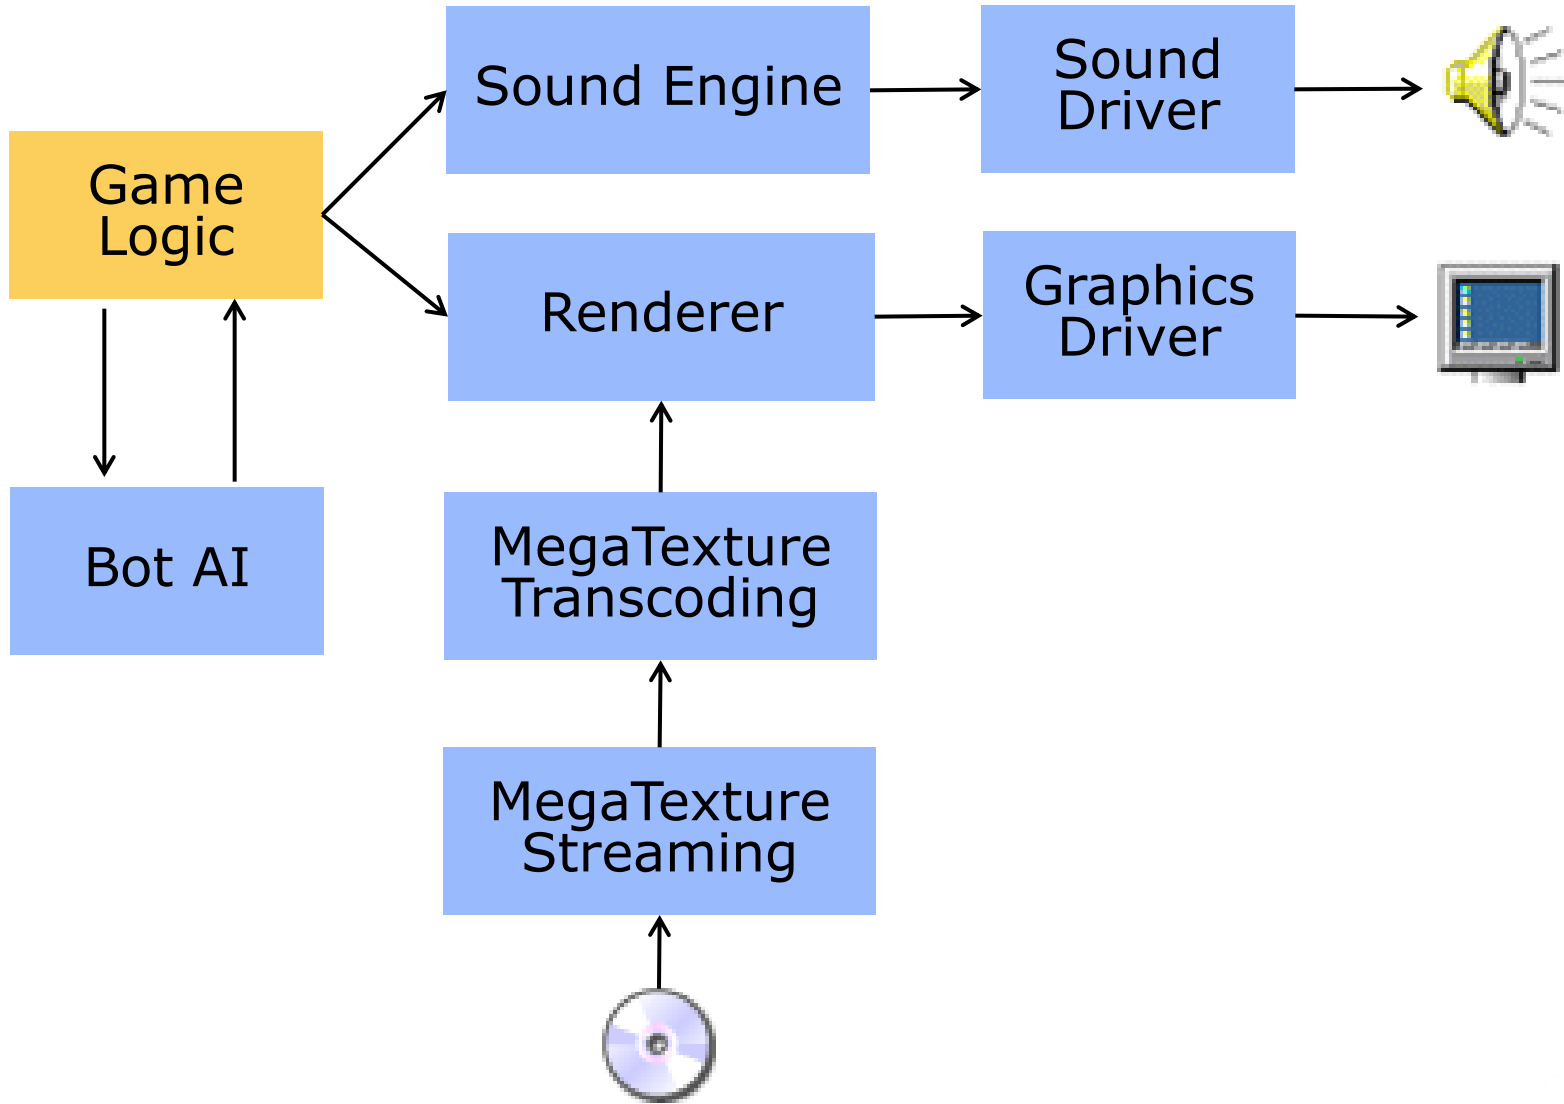 Sound Engine
Sound
Driver
Game
Logic
Renderer
Graphics
Driver
Bot AI
MegaTexture
Transcoding
MegaTexture
Streaming